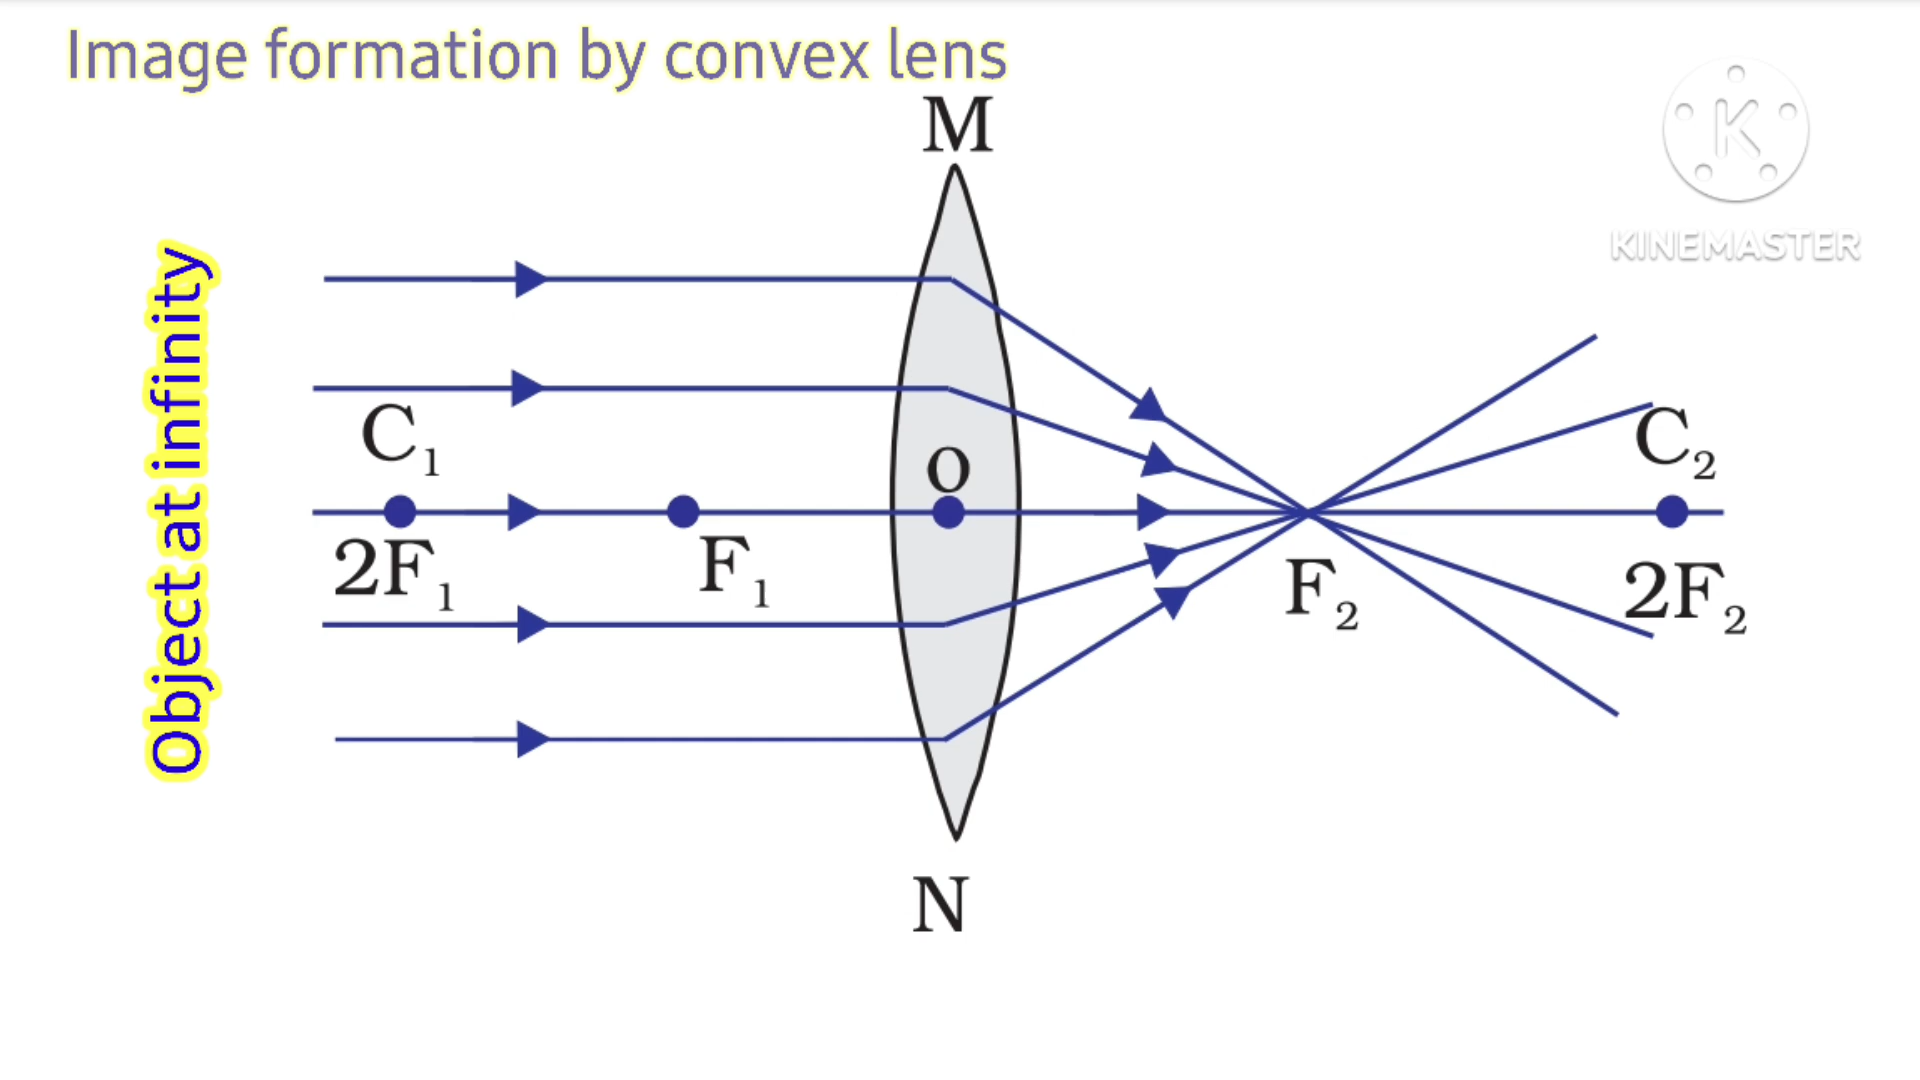 Image formation by convex lens
M
K
KINEMASTER
Object at infinity
C₁
O
C₂
2F₁
F₁
F₂
2F₂
N